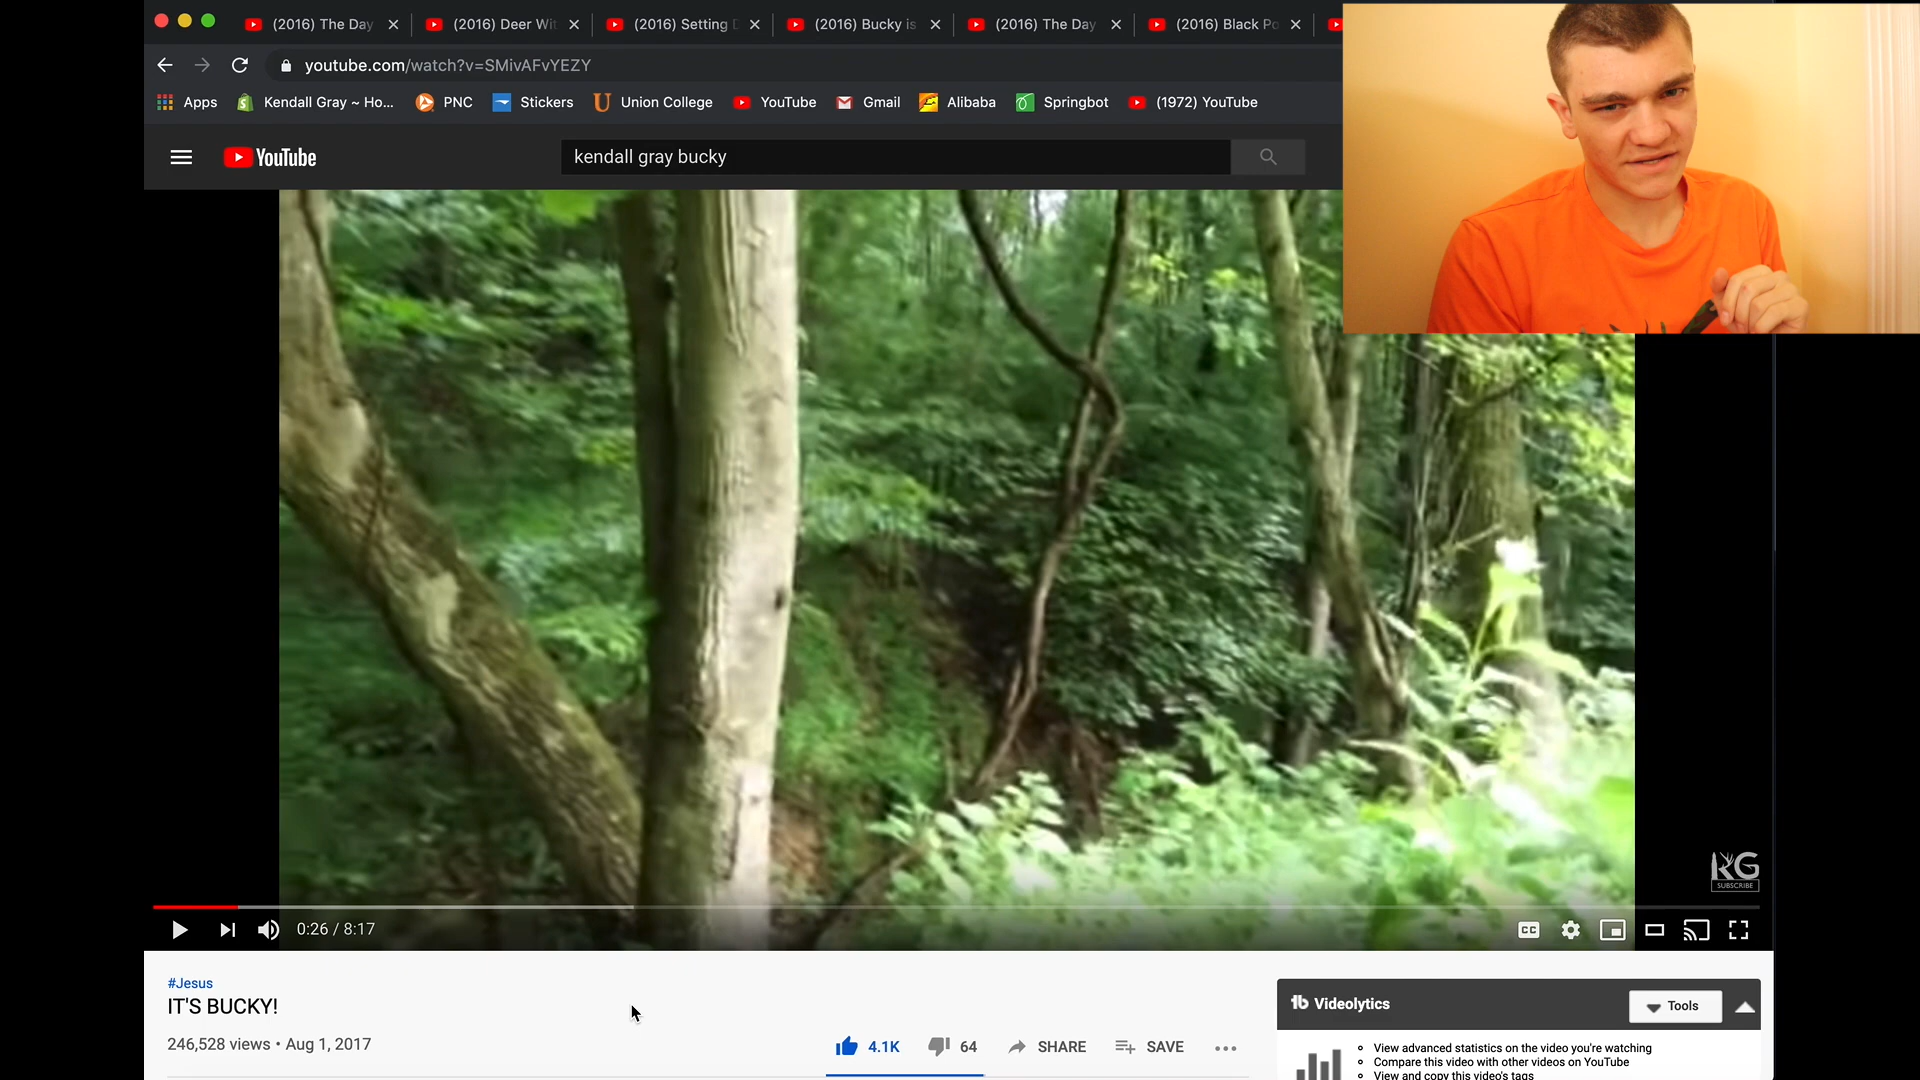 (2016) The Day
(2016) Deer Wit
(2016) Setting D
(2016) Bucky is
(2016) The Day
(2016) Black Po
youtube.com/watch?v=SMivAFvYEZY
Apps
Kendall Gray ~ Ho...
PNC
Stickers
Union College
YouTube
Gmail
Alibaba
Springbot
(1972) YouTube
YouTube
kendall gray bucky
KG
SUBSCRIBE
0:26 / 8:17
CC
#Jesus
IT'S BUCKY!
246,528 views • Aug 1, 2017
4.1K
64
SHARE
SAVE
tb Videolytics
Tools
View advanced statistics on the video you're watching
Compare this video with other videos on YouTube
View and copy this video's tags